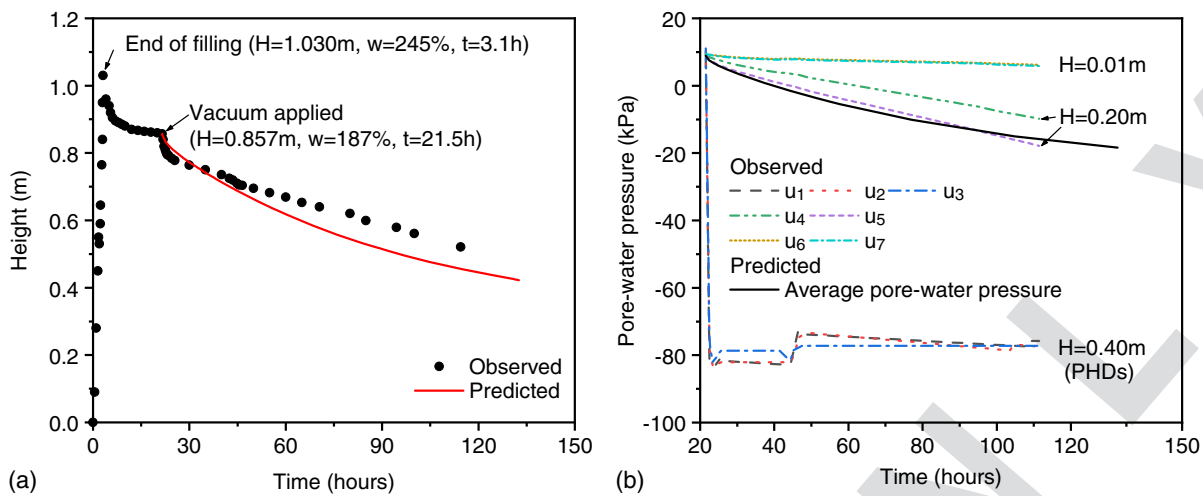 1.2
1.0
0.8
0.6
0.4
0.2
0.0
Height (m)
End of filling (H=1.030m, w=245%, t=3.1h)
Vacuum applied
(H=0.857m, w=187%, t=21.5h)
Observed
Predicted
0 30 60 90 120 150
Time (hours)
(a)
20
0
-20
-40
-60
-80
-100
Pore-water pressure (kPa)
H=0.01m
H=0.20m
Observed
u1 u2 u3
u4 u5
u6 u7
Predicted
Average pore-water pressure
H=0.40m
(PHDs)
20 40 60 80 100 120 150
Time (hours)
(b)